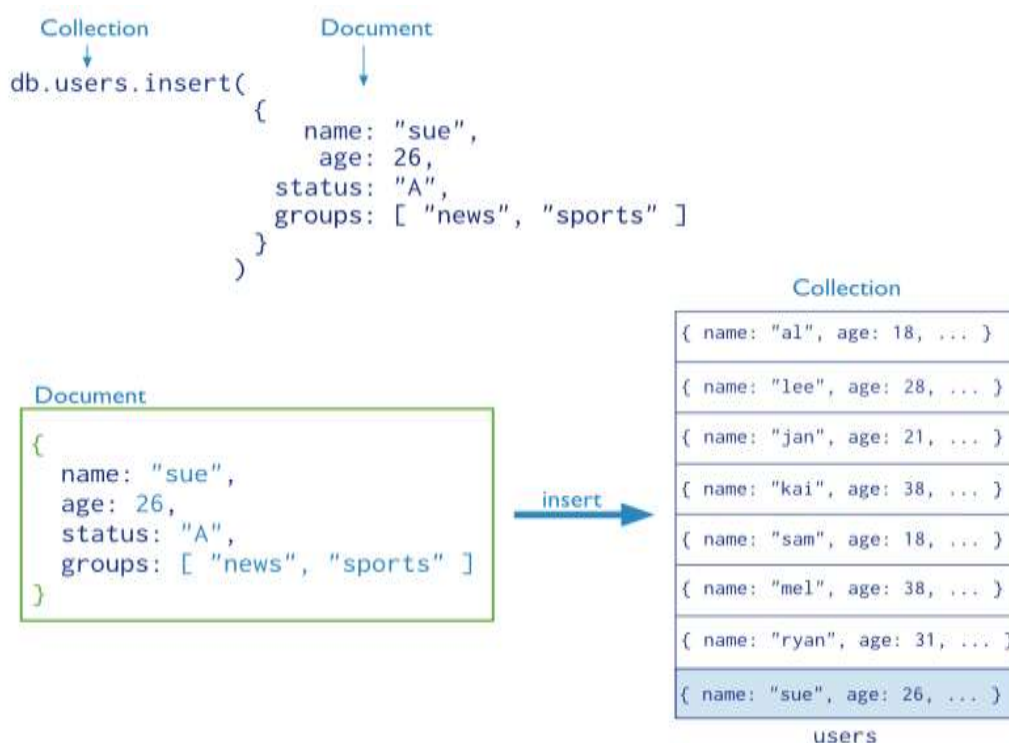 Collection
Document
db.users.insert(
{
name: "sue",
age: 26,
status: "A",
groups: [ "news", "sports" ]
}
)
Document
{
name: "sue",
age: 26,
status: "A",
groups: [ "news", "sports" ]
}
insert
Collection
{ name: "al", age: 18, ... }
{ name: "lee", age: 28, ... }
{ name: "jan", age: 21, ... }
{ name: "kai", age: 38, ... }
{ name: "sam", age: 18, ... }
{ name: "mel", age: 38, ... }
{ name: "ryan", age: 31, ... }
{ name: "sue", age: 26, ... }
users